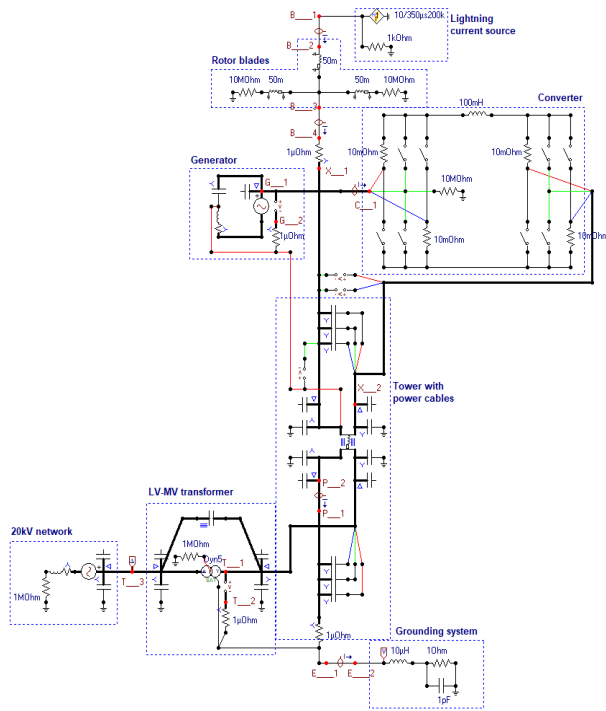 B___1
10/350µs200k
Lightning
current source
1kOhm
B___2
Rotor blades
50m
10MOhm
50m
50m
10MOhm
B___3
100mH
Converter
B___4
1µOhm
10mOhm
10mOhm
Generator
X___1
G___1
10MOhm
C___1
G___2
1µOhm
10mOhm
10mOhm
X___2
Tower with
power cables
P___2
P___1
LV-MV transformer
20kV network
1MOhm
Dyn5
T___1
SAT
T___3
T___2
1MOhm
1µOhm
1µOhm
Grounding system
V
I
10µH
1Ohm
E___1
E___2
1pF